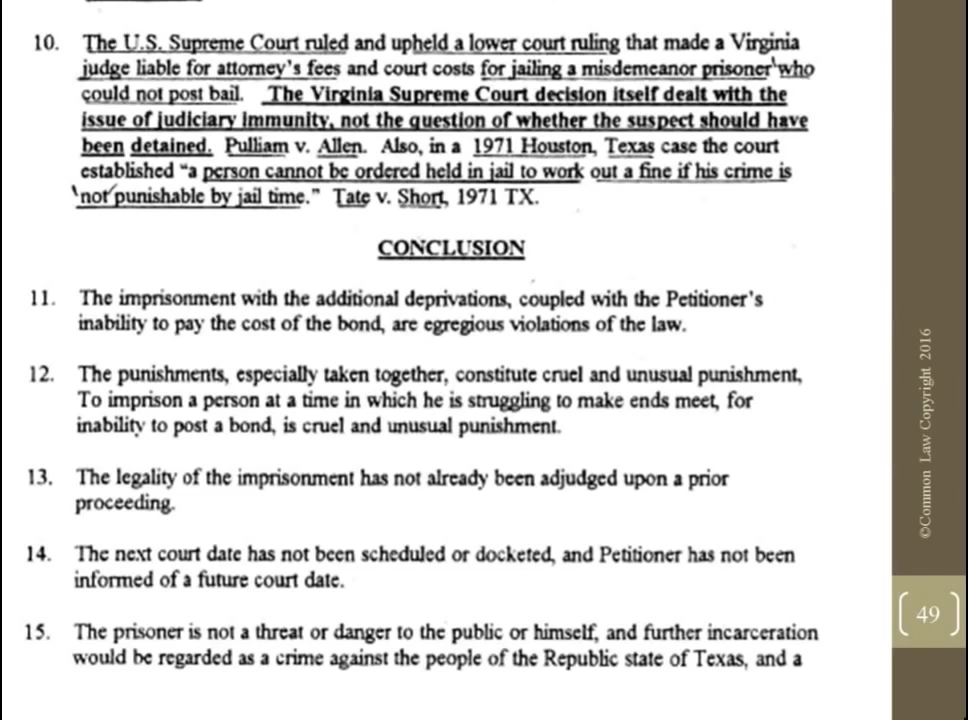 10. The U.S. Supreme Court ruled and upheld a lower court ruling that made a Virginia
judge liable for attorney's fees and court costs for jailing a misdemeanor prisoner who
could not post bail. The Virginia Supreme Court decision itself dealt with the
issue of judiciary immunity, not the question of whether the suspect should have
been detained. Pulliam v. Allen. Also, in a 1971 Houston, Texas case the court
established "a person cannot be ordered held in jail to work out a fine if his crime is
'not' punishable by jail time." Tate v. Short, 1971 TX.
CONCLUSION
11. The imprisonment with the additional deprivations, coupled with the Petitioner's
inability to pay the cost of the bond, are egregious violations of the law.
12. The punishments, especially taken together, constitute cruel and unusual punishment,
To imprison a person at a time in which he is struggling to make ends meet, for
inability to post a bond, is cruel and unusual punishment.
13. The legality of the imprisonment has not already been adjudged upon a prior
proceeding.
14. The next court date has not been scheduled or docketed, and Petitioner has not been
informed of a future court date.
15. The prisoner is not a threat or danger to the public or himself, and further incarceration
would be regarded as a crime against the people of the Republic state of Texas, and a
©Common Law Copyright 2016
49